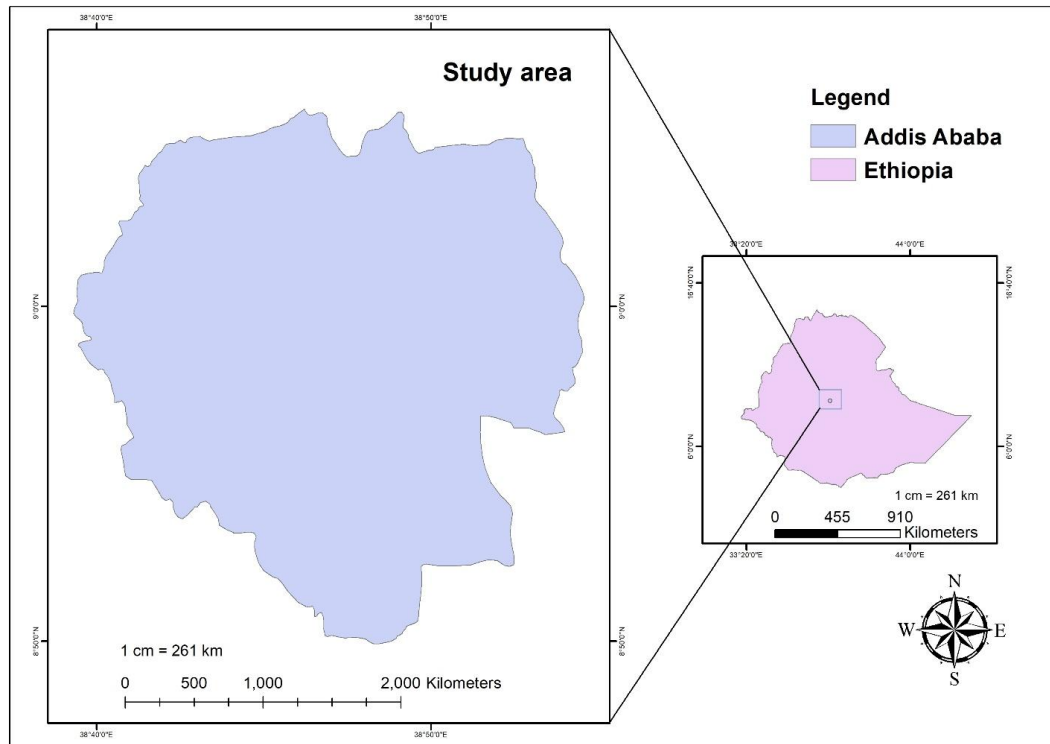 38°40'0"E
38°50'0"E
Study area
9°0'0"N
9°0'0"N
8°50'0"N
8°50'0"N
1 cm = 261 km
0 500 1,000 2,000 Kilometers
38°40'0"E
38°50'0"E
Legend
Addis Ababa
Ethiopia
33°20'0"E
44°0'0"E
16°40'0"N
16°40'0"N
6°0'0"N
6°0'0"N
1 cm = 261 km
0 455 910
Kilometers
33°20'0"E
44°0'0"E
N
W E
S